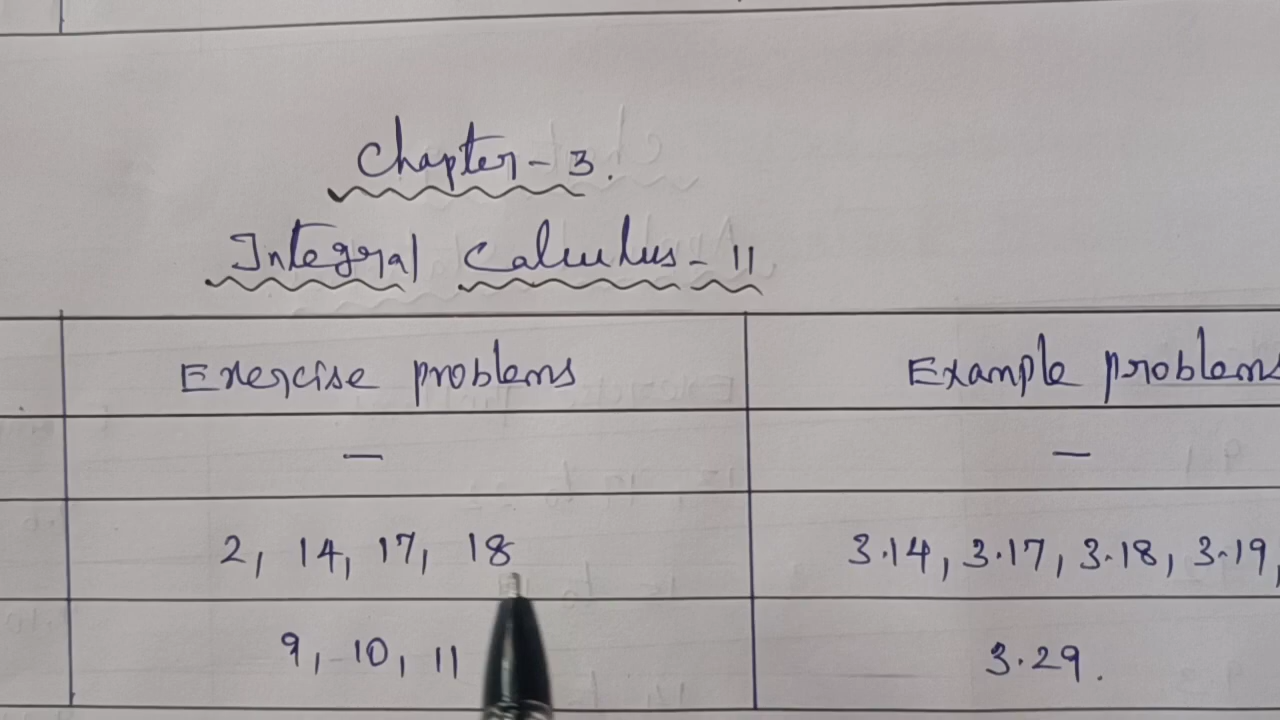 Chapter - 3.
Integral Calculus - 11
Exercise problems Example problems
— —
2, 14, 17, 18 3.14, 3.17, 3.18, 3.19,
9, 10, 11 3.29.